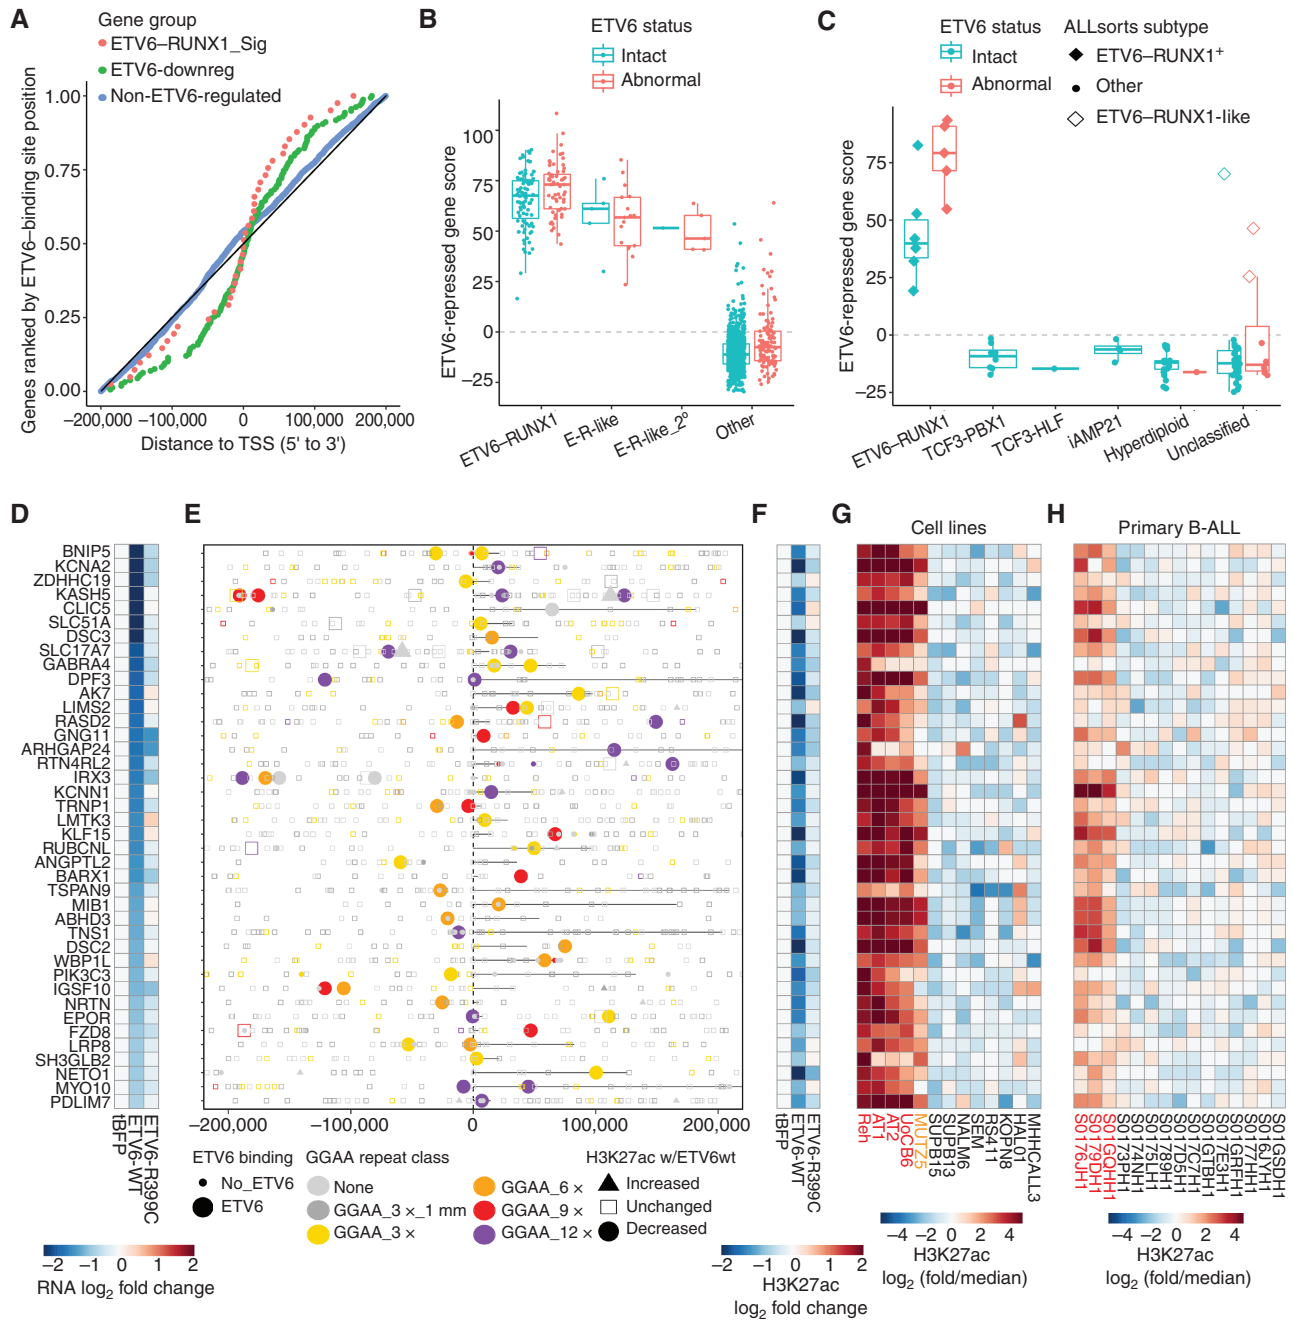 A
Gene group
ETV6–RUNX1_Sig
ETV6-downreg
Non-ETV6-regulated
Genes ranked by ETV6–binding site position
1.00
0.75
0.50
0.25
0.00
−200,000 −100,000 0 100,000 200,000
Distance to TSS (5' to 3')
B
ETV6 status
Intact
Abnormal
ETV6-repressed gene score
100
75
50
25
0
−25
ETV6–RUNX1
E-R-like
E-R-like_2°
Other
C
ETV6 status
Intact
Abnormal
ALLsorts subtype
ETV6–RUNX1+
Other
ETV6–RUNX1-like
ETV6-repressed gene score
75
50
25
0
−25
ETV6–RUNX1
TCF3-PBX1
TCF3-HLF
iAMP21
Hyperdiploid
Unclassified
D
BNIP5
KCNA2
ZDHHC19
KASH5
CLIC5
SLC51A
DSC3
SLC17A7
GABRA4
DPF3
AK7
LIMS2
RASD2
GNG11
ARHGAP24
RTN4RL2
IRX3
KCNN1
TRNP1
LMTK3
KLF15
RUBCNL
ANGPTL2
BARX1
TSPAN9
MIB1
ABHD3
TNS1
DSC2
WBP1L
PIK3C3
IGSF10
NRTN
EPOR
FZD8
LRP8
SH3GLB2
NETO1
MYO10
PDLIM7
tBFP
ETV6-WT
ETV6-R399C
−2 −1 0 1 2
RNA log2 fold change
E
−200,000 −100,000 0 100,000 −200,000
ETV6 binding
No_ETV6
ETV6
GGAA repeat class
None
GGAA_3 ×_1 mm
GGAA_3 ×
GGAA_6 ×
GGAA_9 ×
GGAA_12 ×
H3K27ac w/ETV6wt
Increased
Unchanged
Decreased
F
tBFP
ETV6-WT
ETV6-R399C
−2 −1 0 1 2
H3K27ac
log2 fold change
G
Cell lines
Reh
AT1
AT2
UoCB6
MUTZ5
SUPB15
SUPB13
NALM6
SEM
RS411
KOPN8
HAL01
MHHCALL3
−4 −2 0 2 4
H3K27ac
log2 (fold/median)
H
Primary B-ALL
S0176JH1
S0179DH1
S01GQHH1
S0173PH1
S0174NH1
S0175LH1
S01789H1
S017D5H1
S017C7H1
S01GTBH1
S017E3H1
S01GRFH1
S0177HH1
S016JYH1
S01GSDH1
−4 −2 0 2 4
H3K27ac
log2 (fold/median)